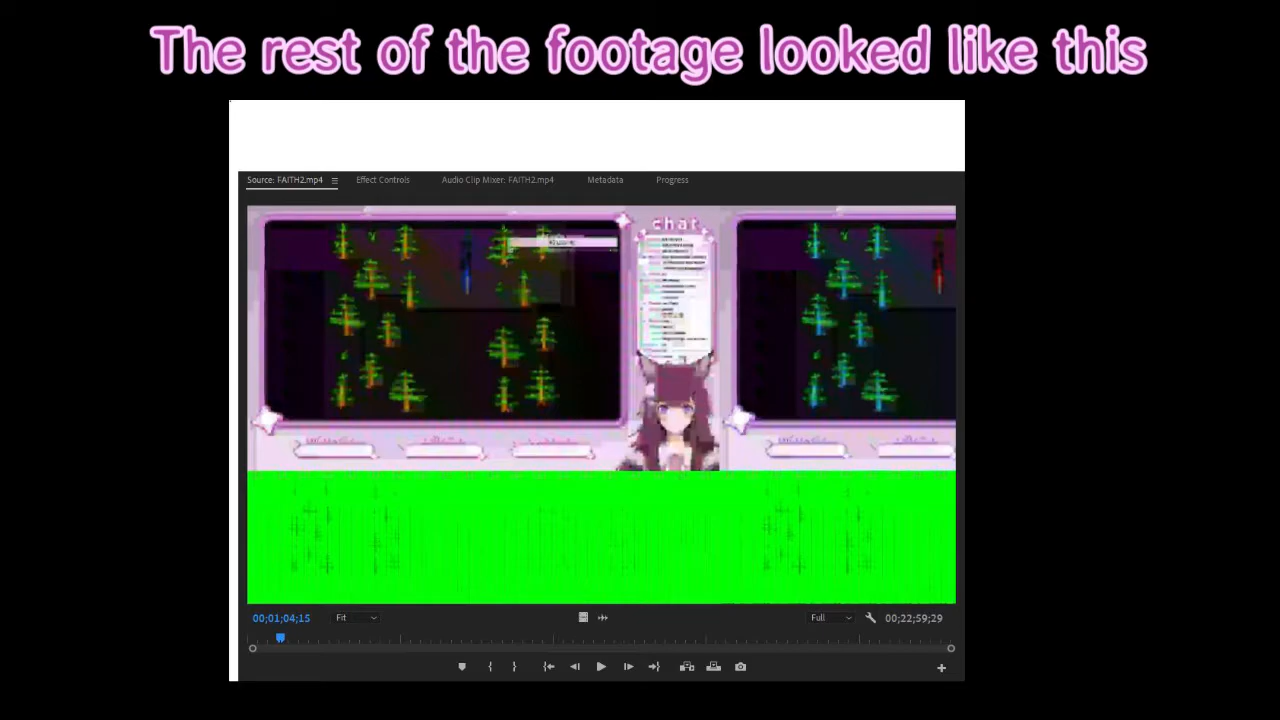 The rest of the footage looked like this
Source: FAITH2.mp4
Effect Controls
Audio Clip Mixer: FAITH2.mp4
Metadata
Progress
chat
00;01;04;15
Fit
Full
00;22;59;29